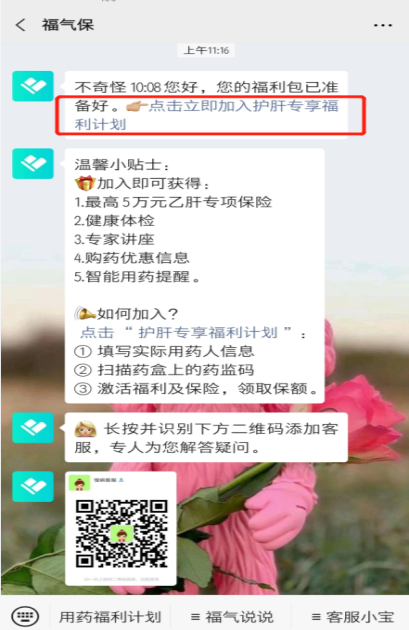 福气保
上午11:16
不奇怪 10:08 您好，您的福利包已准
备好。👉点击立即加入护肝专享福
利计划
温馨小贴士：
🎁加入即可获得：
1.最高5万元乙肝专项保险
2.健康体检
3.专家讲座
4.购药优惠信息
5.智能用药提醒。
如何加入？
点击“护肝专享福利计划”：
① 填写实际用药人信息
② 扫描药盒上的药监码
③ 激活福利及保险，领取保额。
长按并识别下方二维码添加客
服，专人为您解答疑问。
用药福利计划
≡ 福气说说
≡ 客服小宝